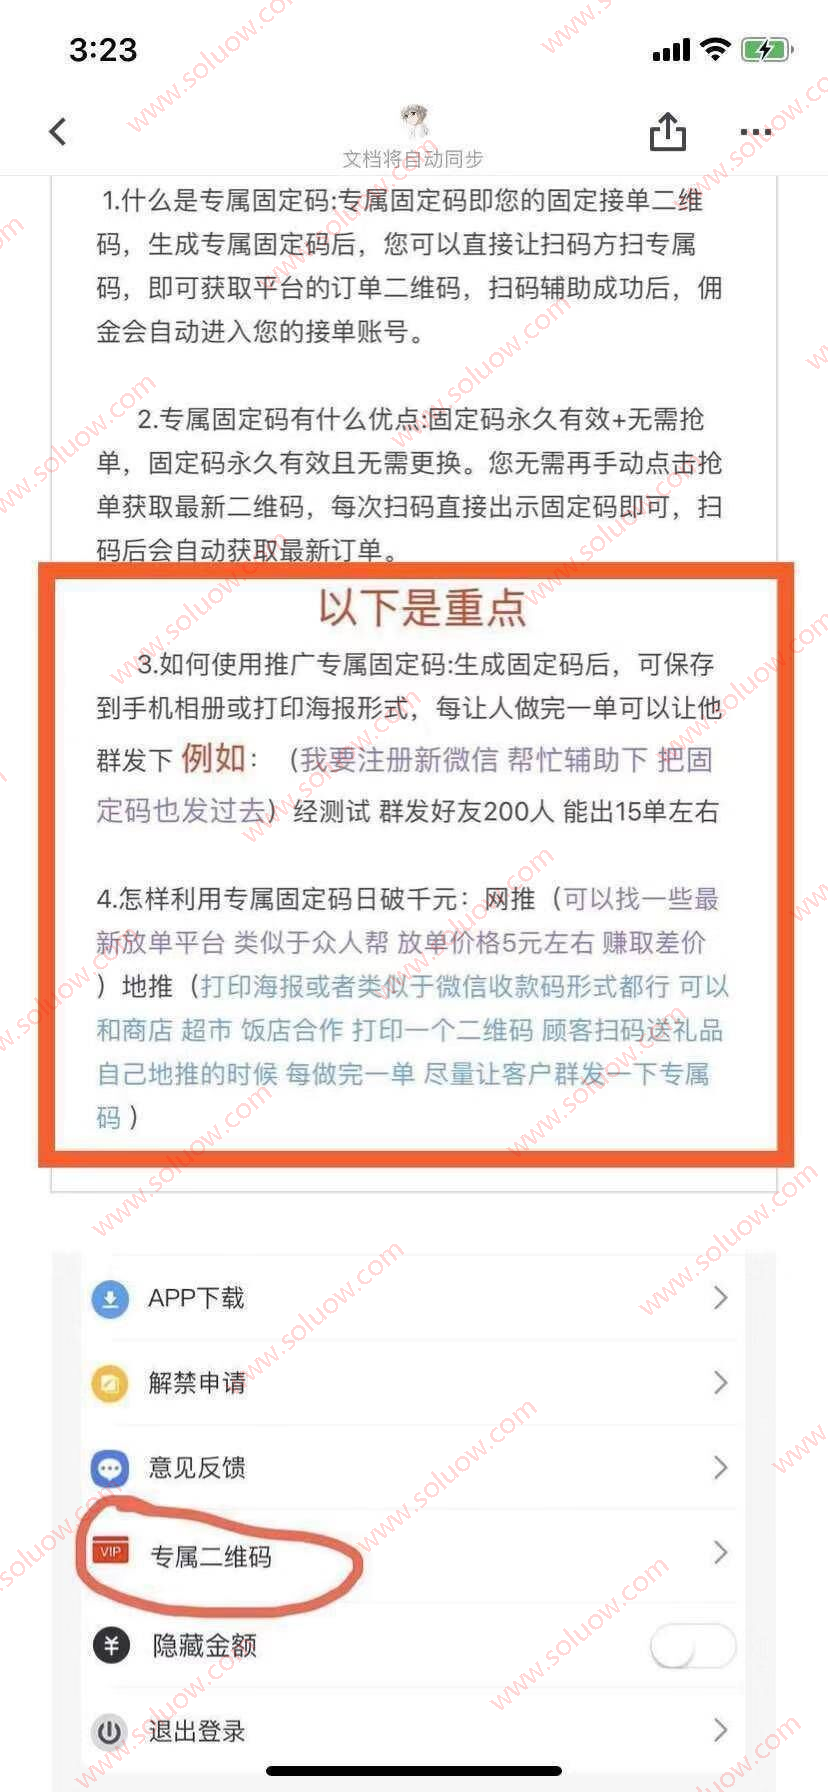 3:23
文档将自动同步
1.什么是专属固定码:专属固定码即您的固定接单二维
码，生成专属固定码后，您可以直接让扫码方扫专属
码，即可获取平台的订单二维码，扫码辅助成功后，佣
金会自动进入您的接单账号。
2.专属固定码有什么优点:固定码永久有效+无需抢
单，固定码永久有效且无需更换。您无需再手动点击抢
单获取最新二维码，每次扫码直接出示固定码即可，扫
码后会自动获取最新订单。
以下是重点
3.如何使用推广专属固定码:生成固定码后，可保存
到手机相册或打印海报形式，每让人做完一单可以让他
群发下 例如：（我要注册新微信 帮忙辅助下 把固
定码也发过去）经测试 群发好友200人 能出15单左右
4.怎样利用专属固定码日破千元：网推（可以找一些最
新放单平台 类似于众人帮 放单价格5元左右 赚取差价
）地推（打印海报或者类似于微信收款码形式都行 可以
和商店 超市 饭店合作 打印一个二维码 顾客扫码送礼品
自己地推的时候 每做完一单 尽量让客户群发一下专属
码）
APP下载
解禁申请
意见反馈
VIP 专属二维码
¥ 隐藏金额
退出登录
www.soluow.com